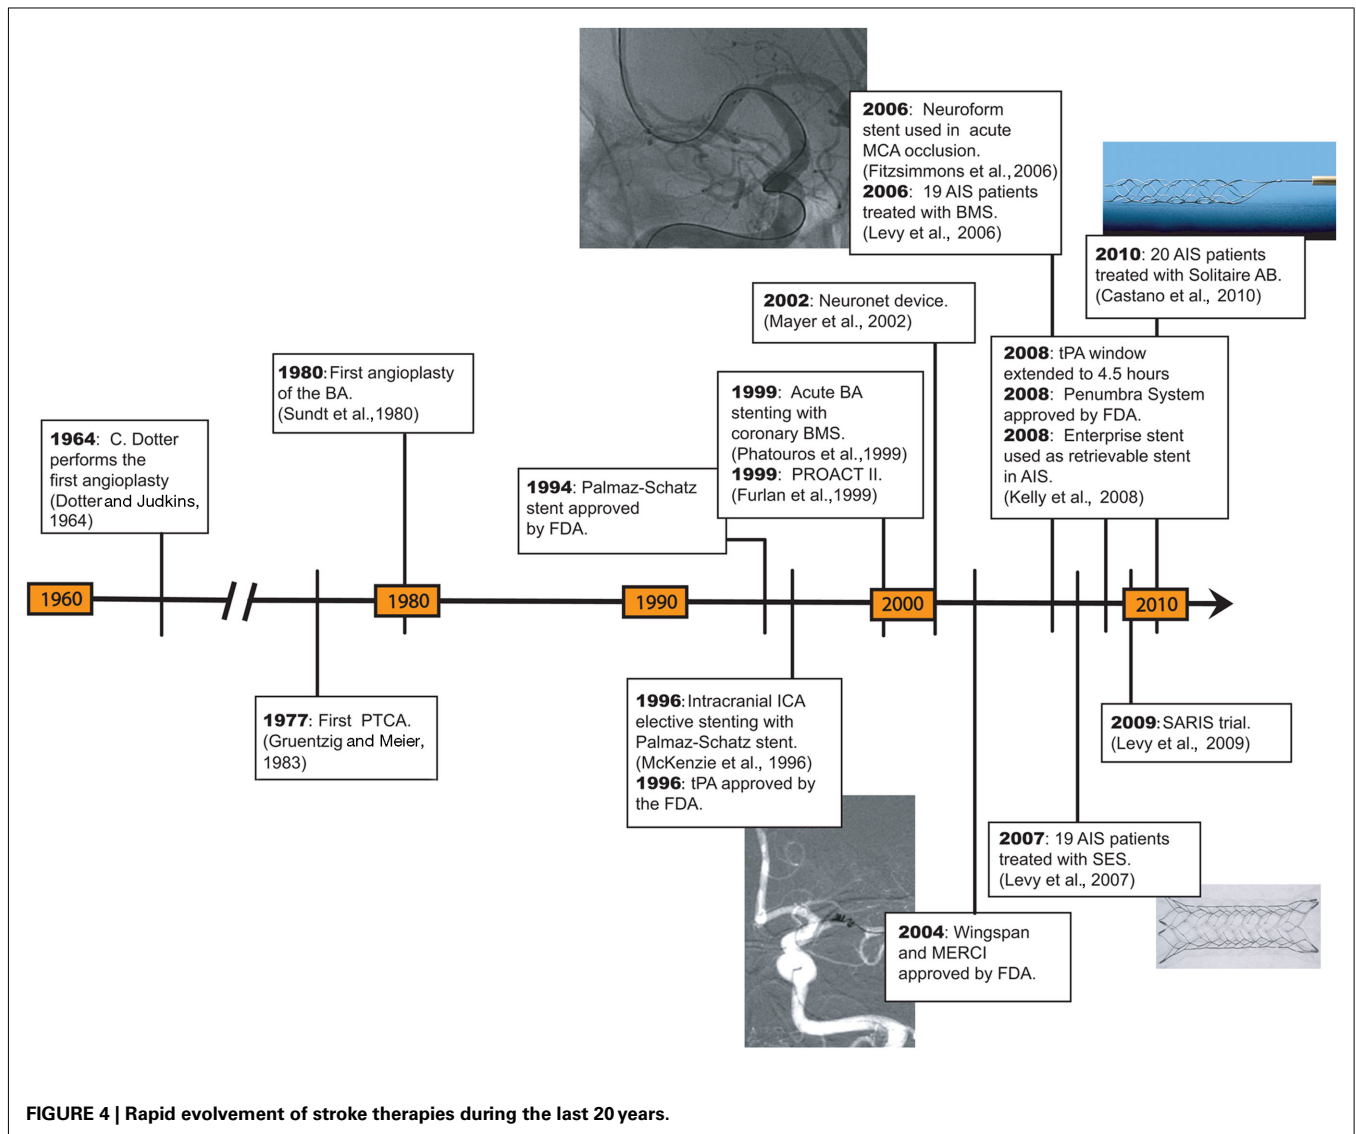 2006: Neuroform
stent used in acute
MCA occlusion.
(Fitzsimmons et al., 2006)
2006: 19 AIS patients
treated with BMS.
(Levy et al., 2006)
2010: 20 AIS patients
treated with Solitaire AB.
(Castano et al., 2010)
2002: Neuronet device.
(Mayer et al., 2002)
2008: tPA window
extended to 4.5 hours
2008: Penumbra System
approved by FDA.
2008: Enterprise stent
used as retrievable stent
in AIS.
(Kelly et al., 2008)
1980: First angioplasty
of the BA.
(Sundt et al., 1980)
1999: Acute BA
stenting with
coronary BMS.
(Phatouros et al., 1999)
1999: PROACT II.
(Furlan et al., 1999)
1964: C. Dotter
performs the
first angioplasty
(Dotter and Judkins,
1964)
1994: Palmaz-Schatz
stent approved
by FDA.
1960
1980
1990
2000
2010
1977: First PTCA.
(Gruentzig and Meier,
1983)
1996: Intracranial ICA
elective stenting with
Palmaz-Schatz stent.
(McKenzie et al., 1996)
1996: tPA approved by
the FDA.
2009: SARIS trial.
(Levy et al., 2009)
2007: 19 AIS patients
treated with SES.
(Levy et al., 2007)
2004: Wingspan
and MERCI
approved by FDA.
FIGURE 4 | Rapid evolvement of stroke therapies during the last 20 years.